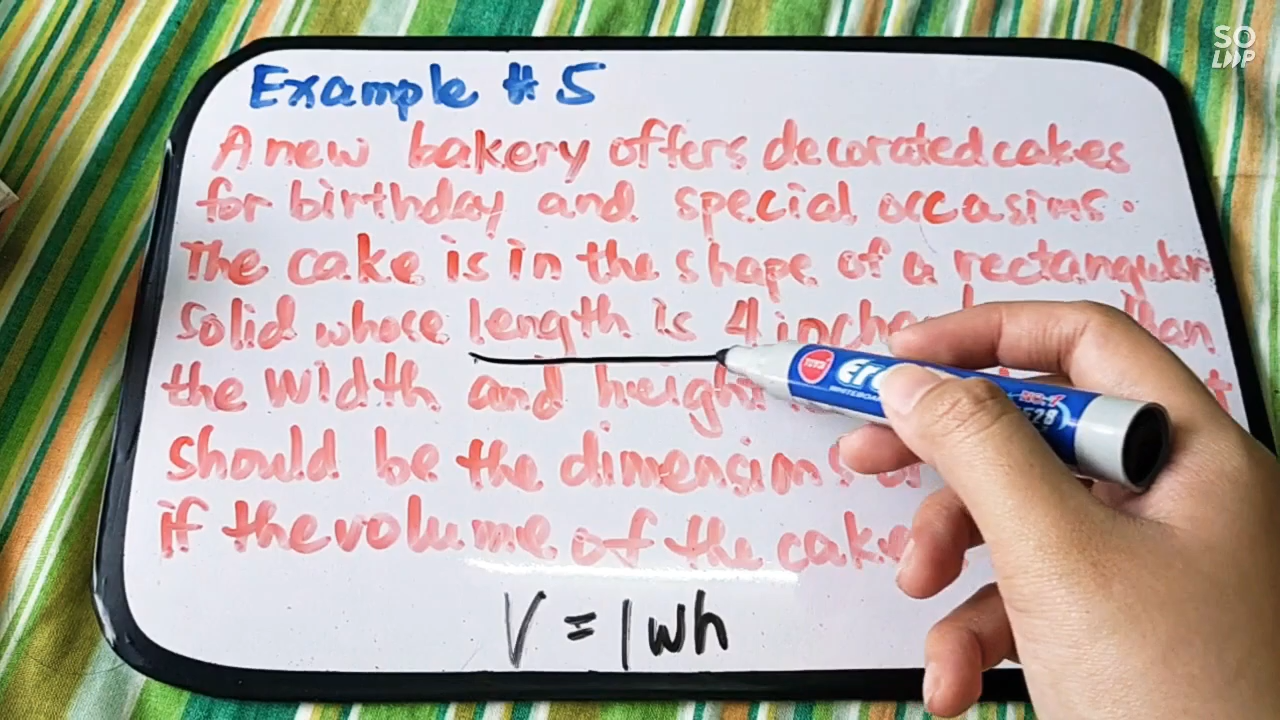 Example # 5
A new bakery offers decorated cakes
for birthday and special occasions.
The cake is in the shape of a rectangular
solid whose length is 4
the width and height
should be the dimensions
if the volume of the cake
V = lwh
SO
LOOP